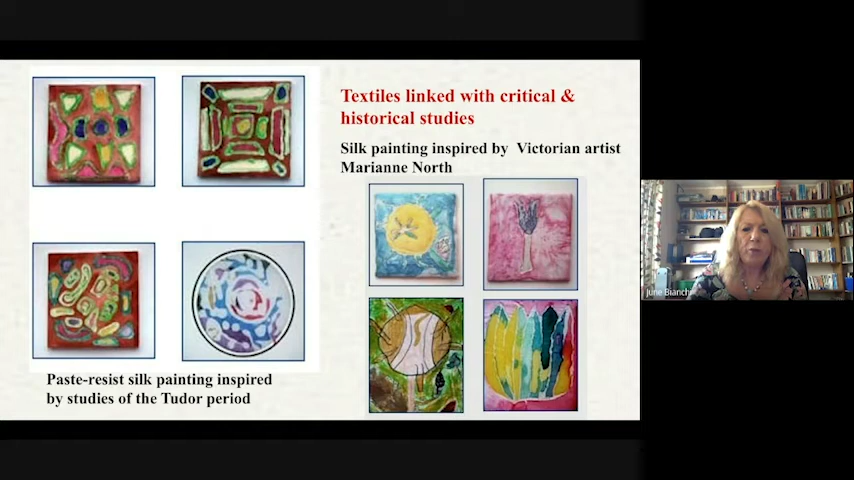 Textiles linked with critical &
historical studies
Silk painting inspired by Victorian artist
Marianne North
Paste-resist silk painting inspired
by studies of the Tudor period
June Bianchi